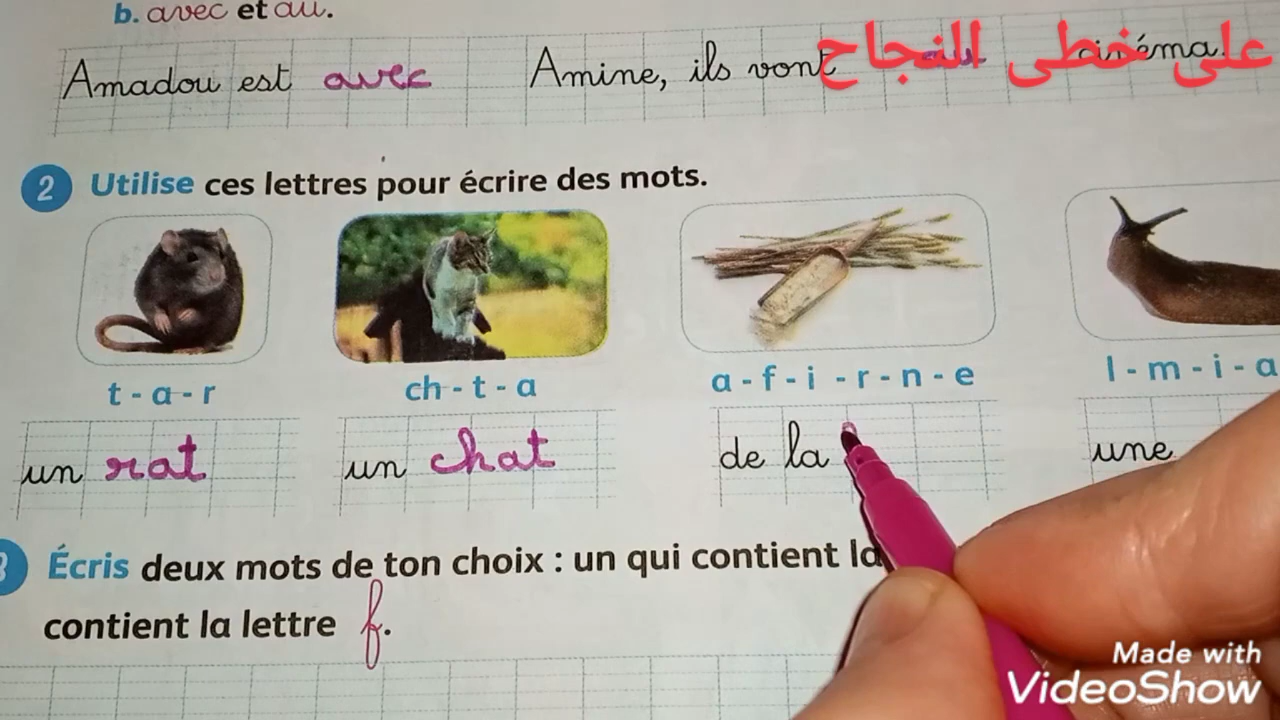 b. avec et au.
على خطى النجاح
Amadou est avec Amine, ils vont au cinéma.
2 Utilise ces lettres pour écrire des mots.
t - a - r ch - t - a a - f - i - r - n - e l - m - i - a
un rat un chat de la une
Écris deux mots de ton choix : un qui contient la
contient la lettre f.
Made with
VideoShow